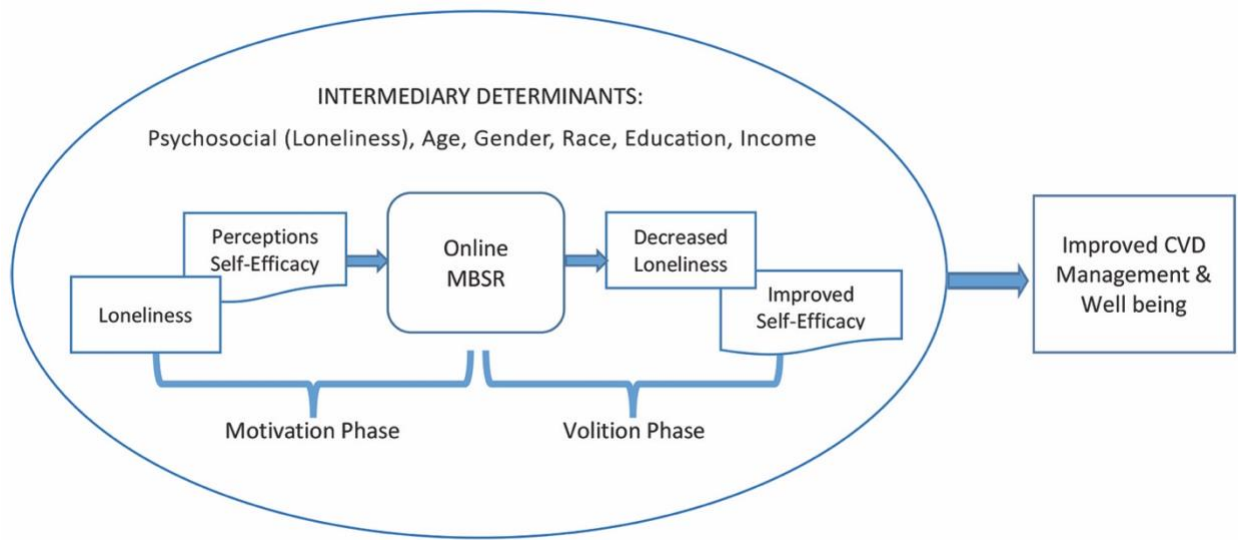 INTERMEDIARY DETERMINANTS:
Psychosocial (Loneliness), Age, Gender, Race, Education, Income
Perceptions
Self-Efficacy
Loneliness
Online
MBSR
Decreased
Loneliness
Improved
Self-Efficacy
Motivation Phase
Volition Phase
Improved CVD
Management &
Well being